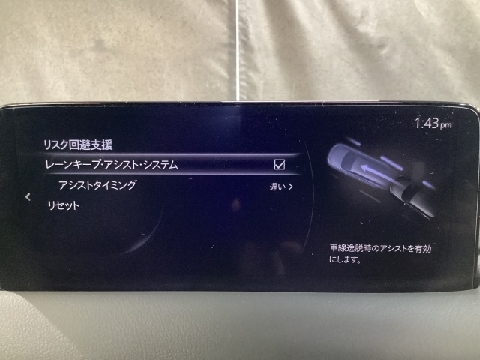 1:43pm
リスク回避支援
レーンキープ・アシスト・システム
アシストタイミング 遅い
リセット
車線逸脱時のアシストを有効
にします。